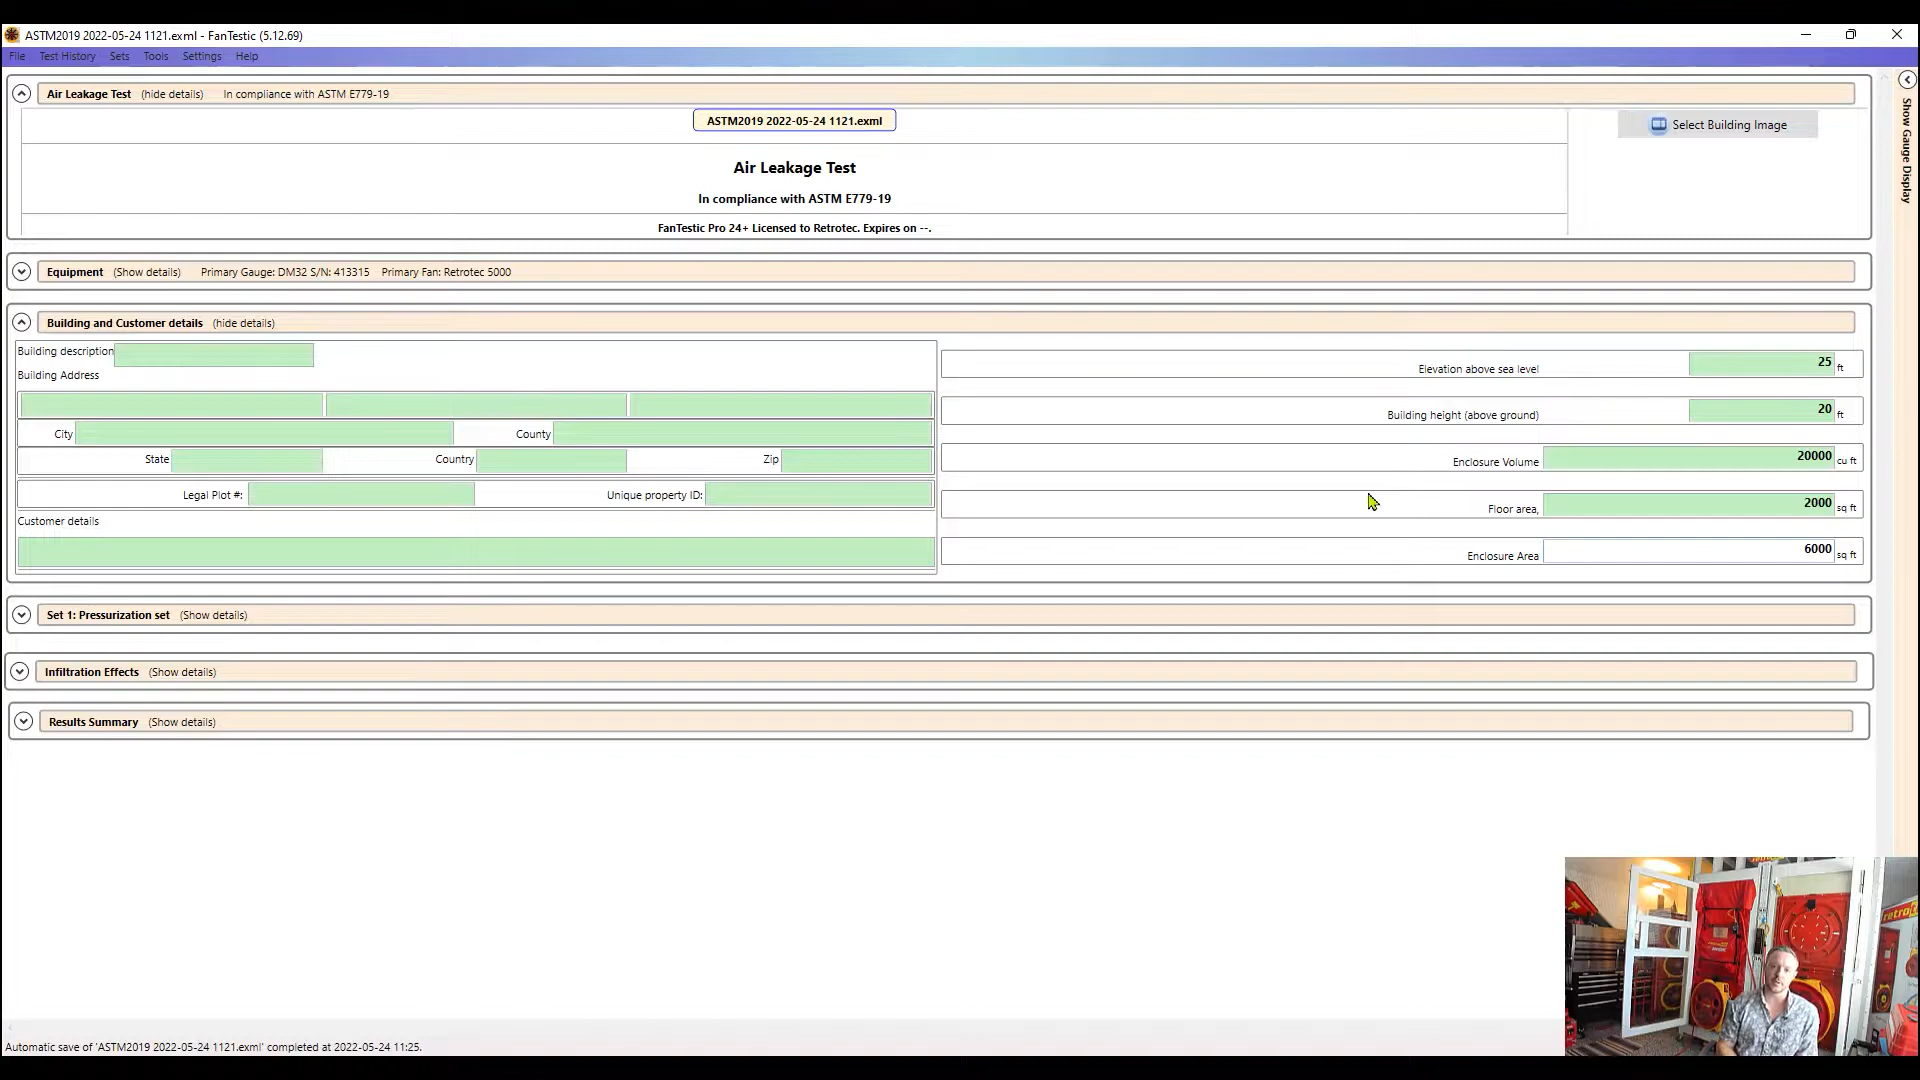 ASTM2019 2022-05-24 1121.exml - FanTestic (5.12.69)
File Test History Sets Tools Settings Help
Air Leakage Test (hide details) In compliance with ASTM E779-19
ASTM2019 2022-05-24 1121.exml
Select Building Image
Show Gauge Display
Air Leakage Test
In compliance with ASTM E779-19
FanTestic Pro 24+ Licensed to Retrotec. Expires on --.
Equipment (Show details) Primary Gauge: DM32 S/N: 413315 Primary Fan: Retrotec 5000
Building and Customer details (hide details)
Building description
Building Address
City County
State Country Zip
Legal Plot #: Unique property ID:
Customer details
Elevation above sea level 25 ft
Building height (above ground) 20 ft
Enclosure Volume 20000 cu ft
Floor area, 2000 sq ft
Enclosure Area 6000 sq ft
Set 1: Pressurization set (Show details)
Infiltration Effects (Show details)
Results Summary (Show details)
Automatic save of 'ASTM2019 2022-05-24 1121.exml' completed at 2022-05-24 11:25.